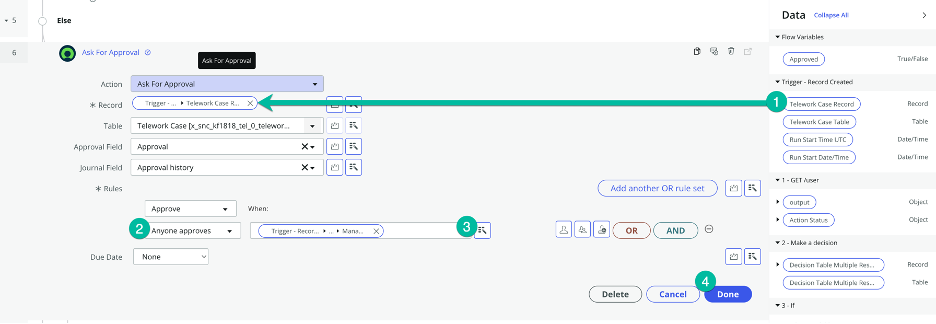 5
Else
6
Ask For Approval
Ask For Approval
Action
Ask For Approval
Record
Trigger - ... ▸ Telework Case R...
Table
Telework Case [x_snc_kf1818_tel_0_telewor...
Approval Field
Approval
Journal Field
Approval history
Rules
Add another OR rule set
Approve
When:
2
Anyone approves
Trigger - Recor... ▸ ... ▸ Mana...
3
OR
AND
Due Date
None
4
Delete
Cancel
Done
Data
Collapse All
Flow Variables
Approved
True/False
Trigger - Record Created
1
Telework Case Record
Record
Telework Case Table
Table
Run Start Time UTC
Date/Time
Run Start Date/Time
Date/Time
1 - GET /user
output
Object
Action Status
Object
2 - Make a decision
Decision Table Multiple Res...
Record
Decision Table Multiple Res...
Table
3 - If